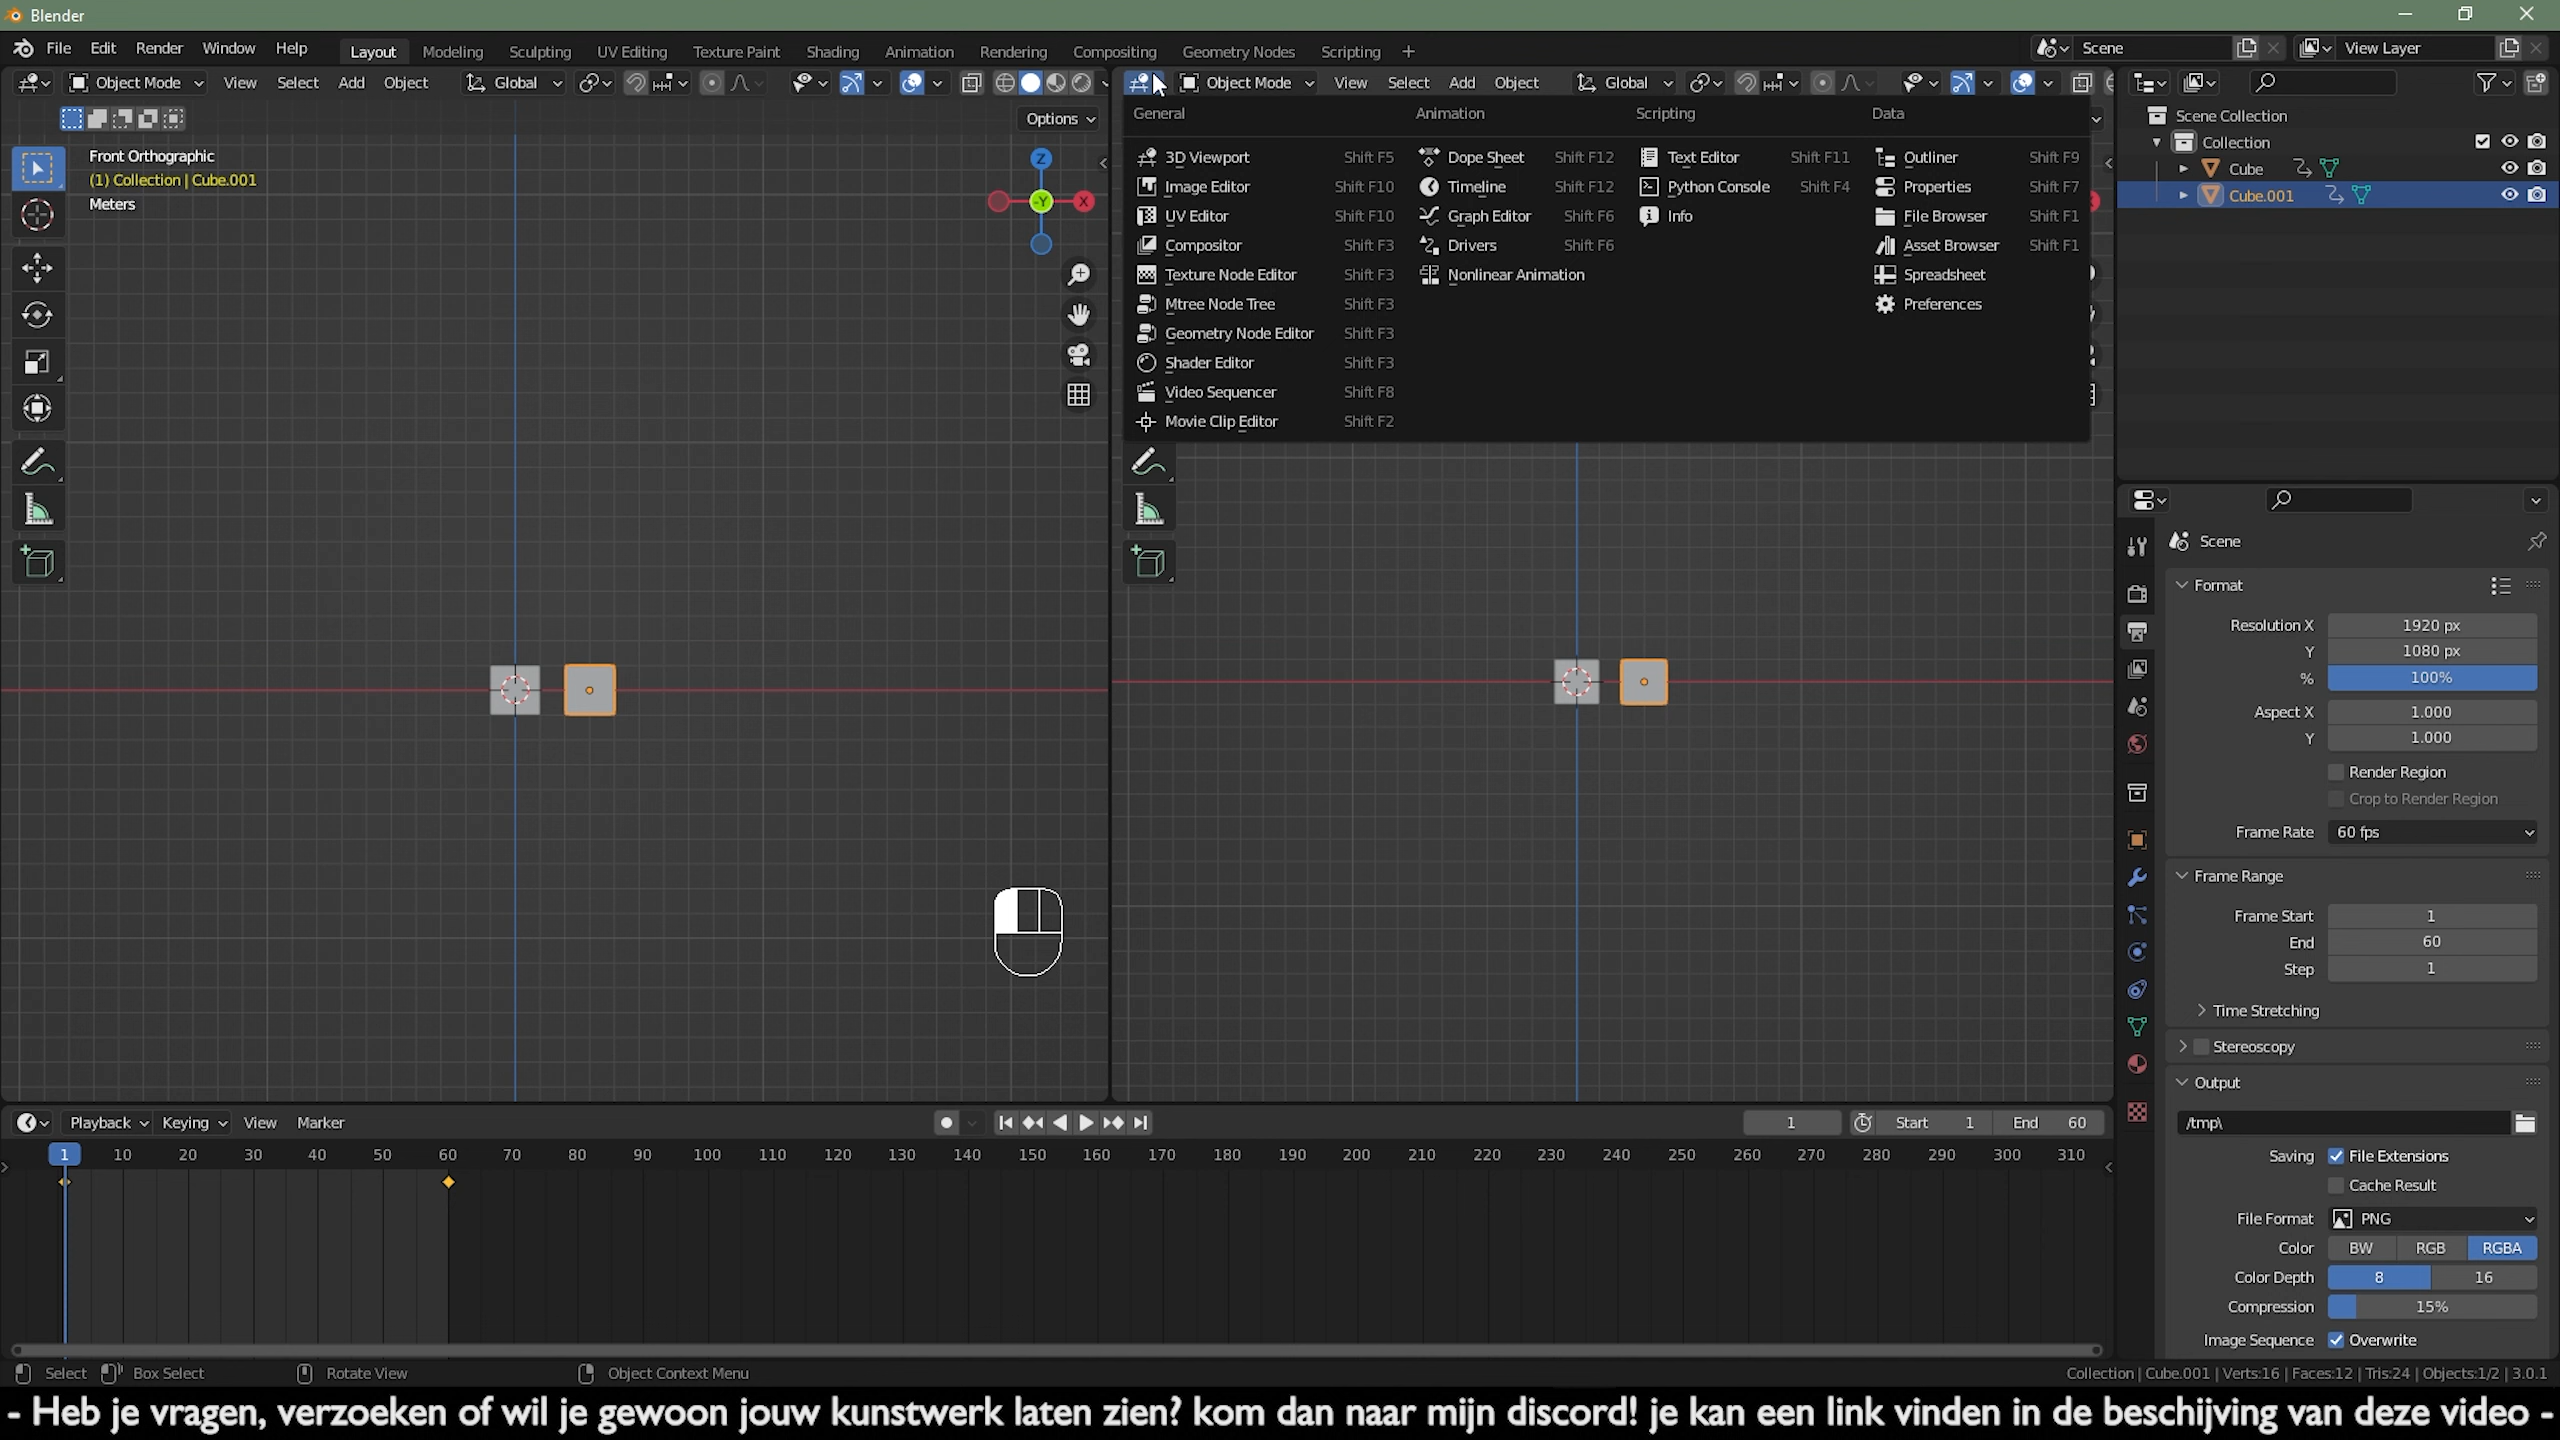 Blender
File Edit Render Window Help Layout Modeling Sculpting UV Editing Texture Paint Shading Animation Rendering Compositing Geometry Nodes Scripting + Scene View Layer
Object Mode View Select Add Object Global
Object Mode View Select Add Object Global
Options
Front Orthographic
(1) Collection | Cube.001
Meters
Z
-Y
X
General
3D Viewport Shift F5
Image Editor Shift F10
UV Editor Shift F10
Compositor Shift F3
Texture Node Editor Shift F3
Mtree Node Tree Shift F3
Geometry Node Editor Shift F3
Shader Editor Shift F3
Video Sequencer Shift F8
Movie Clip Editor Shift F2
Animation
Dope Sheet Shift F12
Timeline Shift F12
Graph Editor Shift F6
Drivers Shift F6
Nonlinear Animation
Scripting
Text Editor Shift F11
Python Console Shift F4
Info
Data
Outliner Shift F9
Properties Shift F7
File Browser Shift F1
Asset Browser Shift F1
Spreadsheet
Preferences
Scene Collection
Collection
Cube
Cube.001
Scene
Format
Resolution X 1920 px
Y 1080 px
% 100%
Aspect X 1.000
Y 1.000
Render Region
Crop to Render Region
Frame Rate 60 fps
Frame Range
Frame Start 1
End 60
Step 1
Time Stretching
Stereoscopy
Output
/tmp\
Saving File Extensions
Cache Result
File Format PNG
Color BW RGB RGBA
Color Depth 8 16
Compression 15%
Image Sequence Overwrite
Playback Keying View Marker 1 Start 1 End 60
1 10 20 30 40 50 60 70 80 90 100 110 120 130 140 150 160 170 180 190 200 210 220 230 240 250 260 270 280 290 300 310
Select Box Select Rotate View Object Context Menu Collection | Cube.001 | Verts:16 | Faces:12 | Tris:24 | Objects:1/2 | 3.0.1
- Heb je vragen, verzoeken of wil je gewoon jouw kunstwerk laten zien? kom dan naar mijn discord! je kan een link vinden in de beschijving van deze video -